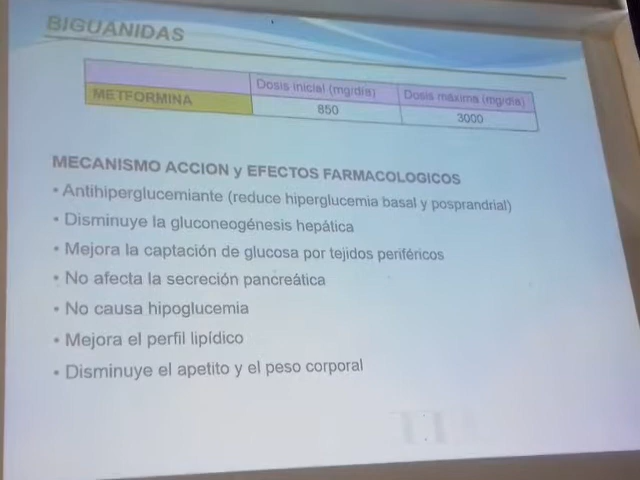 BIGUANIDAS
Dosis inicial (mg/día) Dosis máxima (mg/día)
METFORMINA 850 3000
MECANISMO ACCION y EFECTOS FARMACOLOGICOS
• Antihiperglucemiante (reduce hiperglucemia basal y posprandrial)
• Disminuye la gluconeogénesis hepática
• Mejora la captación de glucosa por tejidos periféricos
• No afecta la secreción pancreática
• No causa hipoglucemia
• Mejora el perfil lipídico
• Disminuye el apetito y el peso corporal